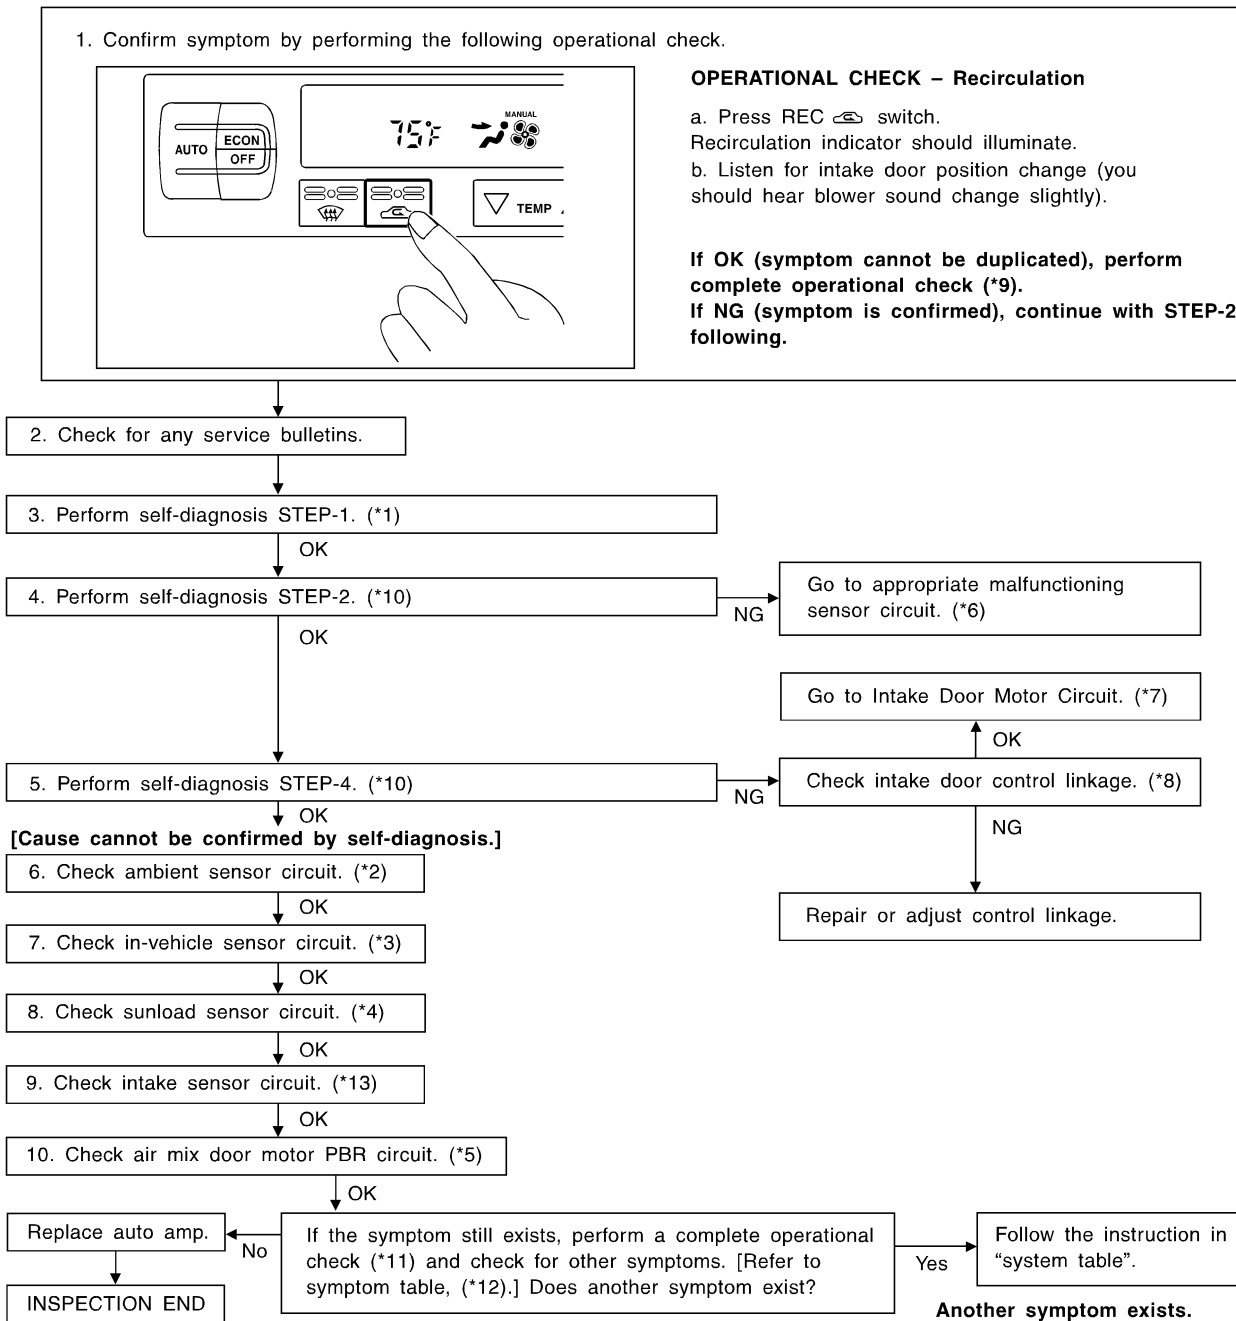 1. Confirm symptom by performing the following operational check.
AUTO
ECON
OFF
75°F
MANUAL
TEMP
OPERATIONAL CHECK – Recirculation
a. Press REC switch.
Recirculation indicator should illuminate.
b. Listen for intake door position change (you
should hear blower sound change slightly).
If OK (symptom cannot be duplicated), perform
complete operational check (*9).
If NG (symptom is confirmed), continue with STEP-2
following.
2. Check for any service bulletins.
3. Perform self-diagnosis STEP-1. (*1)
OK
4. Perform self-diagnosis STEP-2. (*10)
NG
Go to appropriate malfunctioning
sensor circuit. (*6)
OK
Go to Intake Door Motor Circuit. (*7)
OK
5. Perform self-diagnosis STEP-4. (*10)
NG
Check intake door control linkage. (*8)
OK
NG
[Cause cannot be confirmed by self-diagnosis.]
6. Check ambient sensor circuit. (*2)
Repair or adjust control linkage.
OK
7. Check in-vehicle sensor circuit. (*3)
OK
8. Check sunload sensor circuit. (*4)
OK
9. Check intake sensor circuit. (*13)
OK
10. Check air mix door motor PBR circuit. (*5)
OK
Replace auto amp.
No
If the symptom still exists, perform a complete operational
check (*11) and check for other symptoms. [Refer to
symptom table, (*12).] Does another symptom exist?
Yes
Follow the instruction in
“system table”.
INSPECTION END
Another symptom exists.